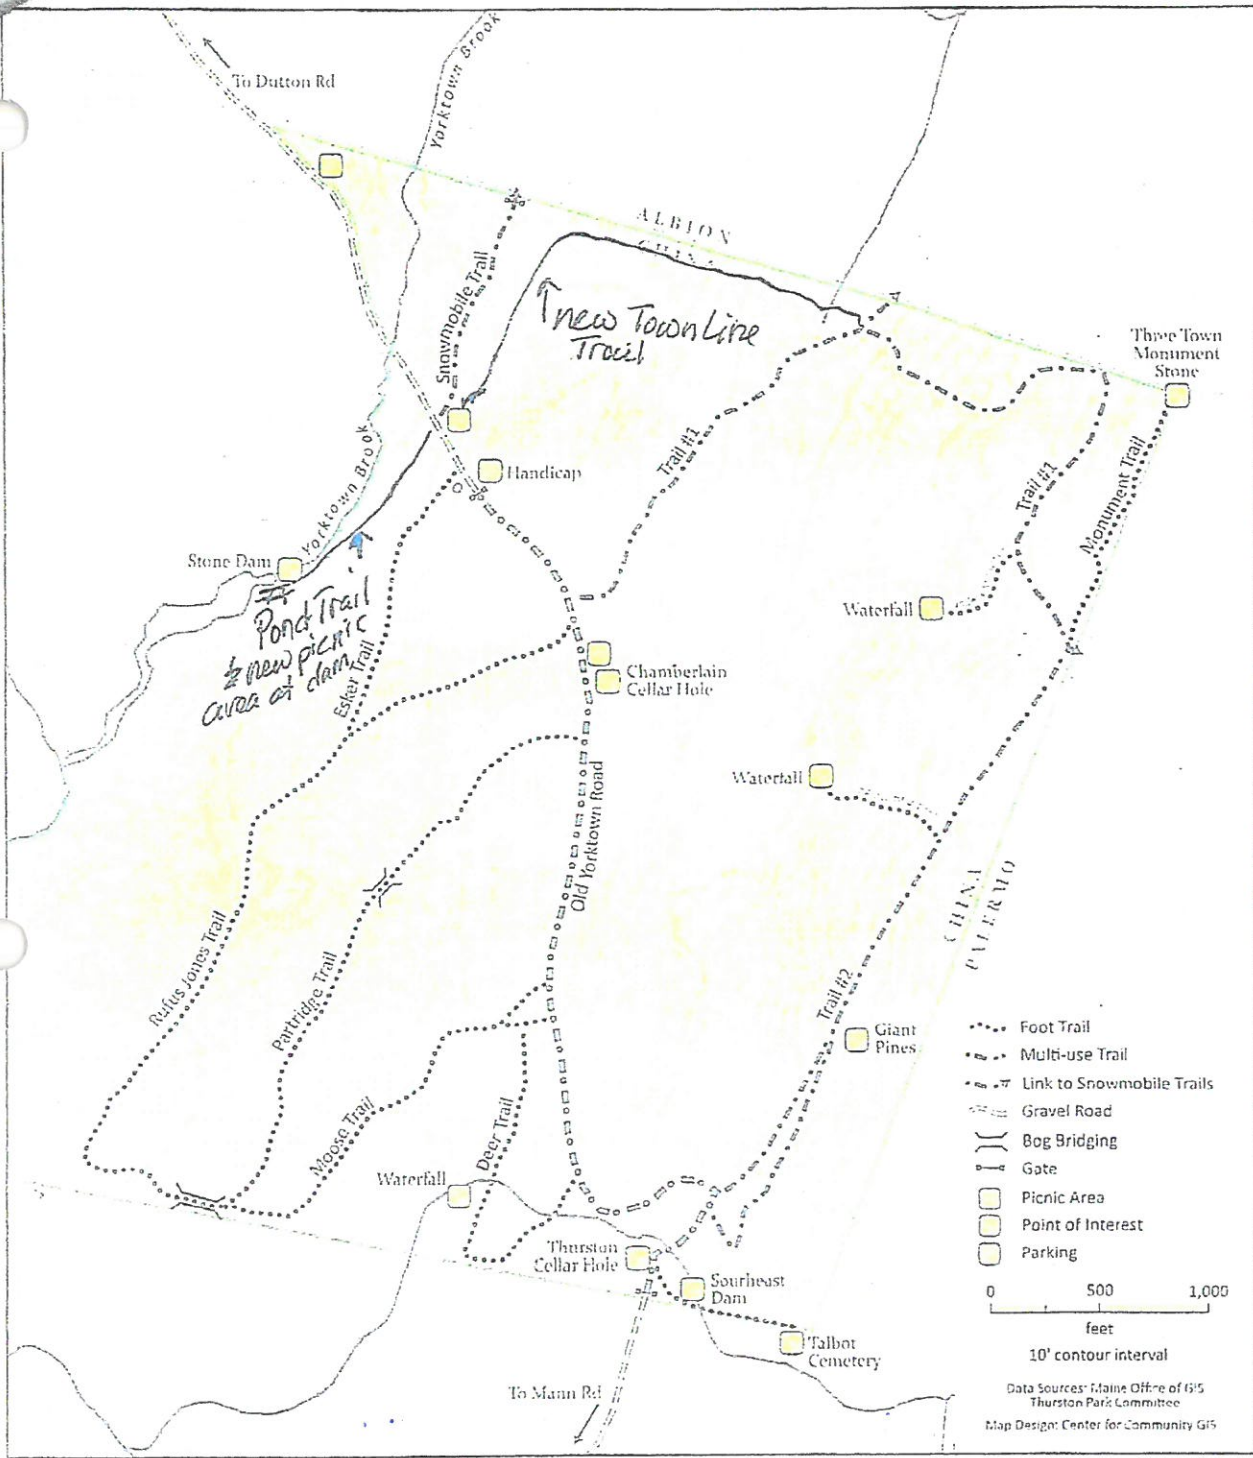 To Dutton Rd
Yorktown Brook
ALBION
CHINA
Snowmobile Trail
new Town Line
Trail
Three Town
Monument
Stone
Trail #1
Handicap
Yorktown Brook
Stone Dam
Trail #1
Monument Trail
Pond Trail
& new picnic
area at dam
Esker Trail
Waterfall
Chamberlain
Cellar Hole
Waterfall
Old Yorktown Road
CHINA
PALERMO
Rufus Jones Trail
Partridge Trail
Trail #2
Giant
Pines
Moose Trail
Deer Trail
Waterfall
Thurston
Cellar Hole
Southeast
Dam
Talbot
Cemetery
To Mann Rd
Foot Trail
Multi-use Trail
Link to Snowmobile Trails
Gravel Road
Bog Bridging
Gate
Picnic Area
Point of Interest
Parking
0 500 1,000
feet
10' contour interval
Data Sources: Maine Office of GIS
Thurston Park Committee
Map Design: Center for Community GIS